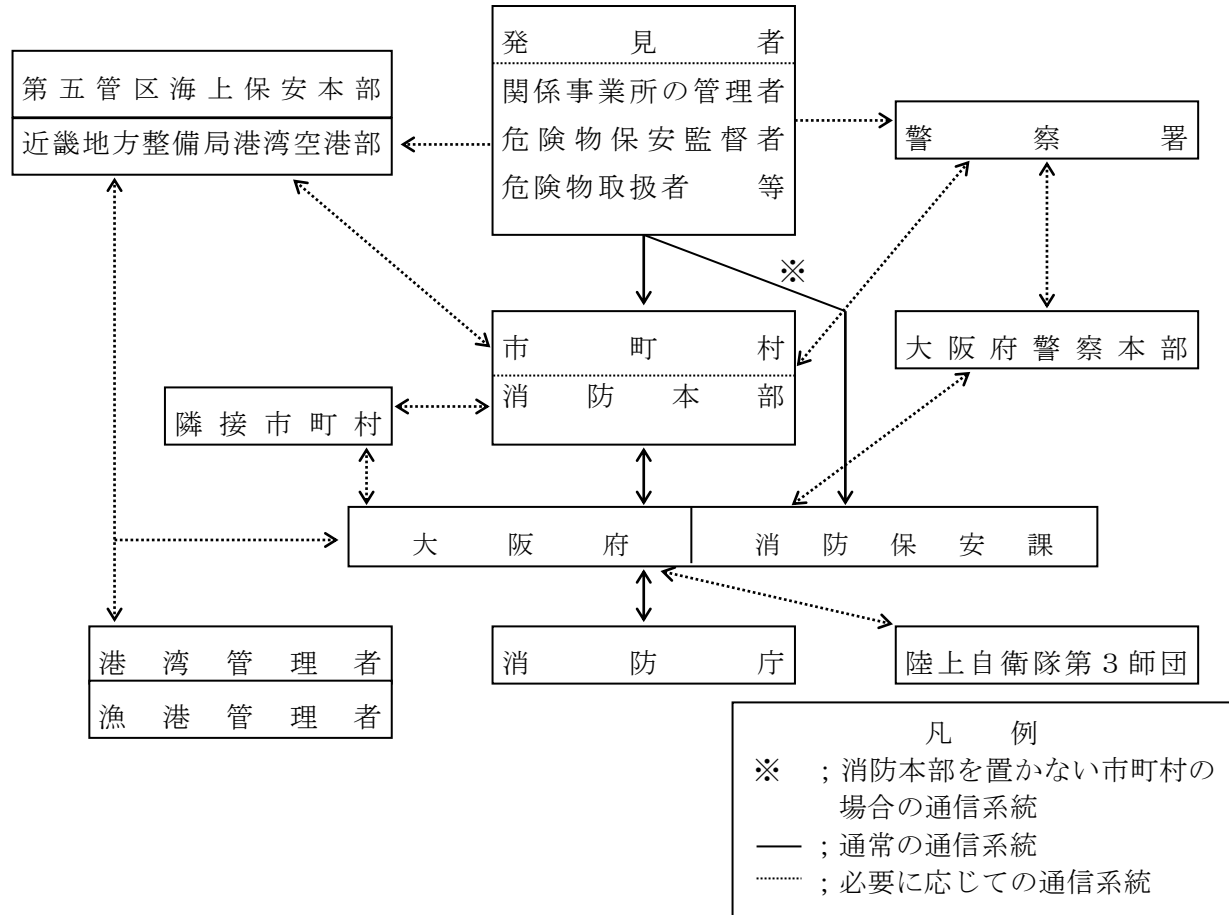 発見者
関係事業所の管理者
危険物保安監督者
危険物取扱者 等
第五管区海上保安本部
近畿地方整備局港湾空港部
警察署
※
市町村
消防本部
大阪府警察本部
隣接市町村
大阪府 消防保安課
港湾管理者
漁港管理者
消防庁
陸上自衛隊第3師団
凡例
※ ;消防本部を置かない市町村の
場合の通信系統
;通常の通信系統
;必要に応じての通信系統